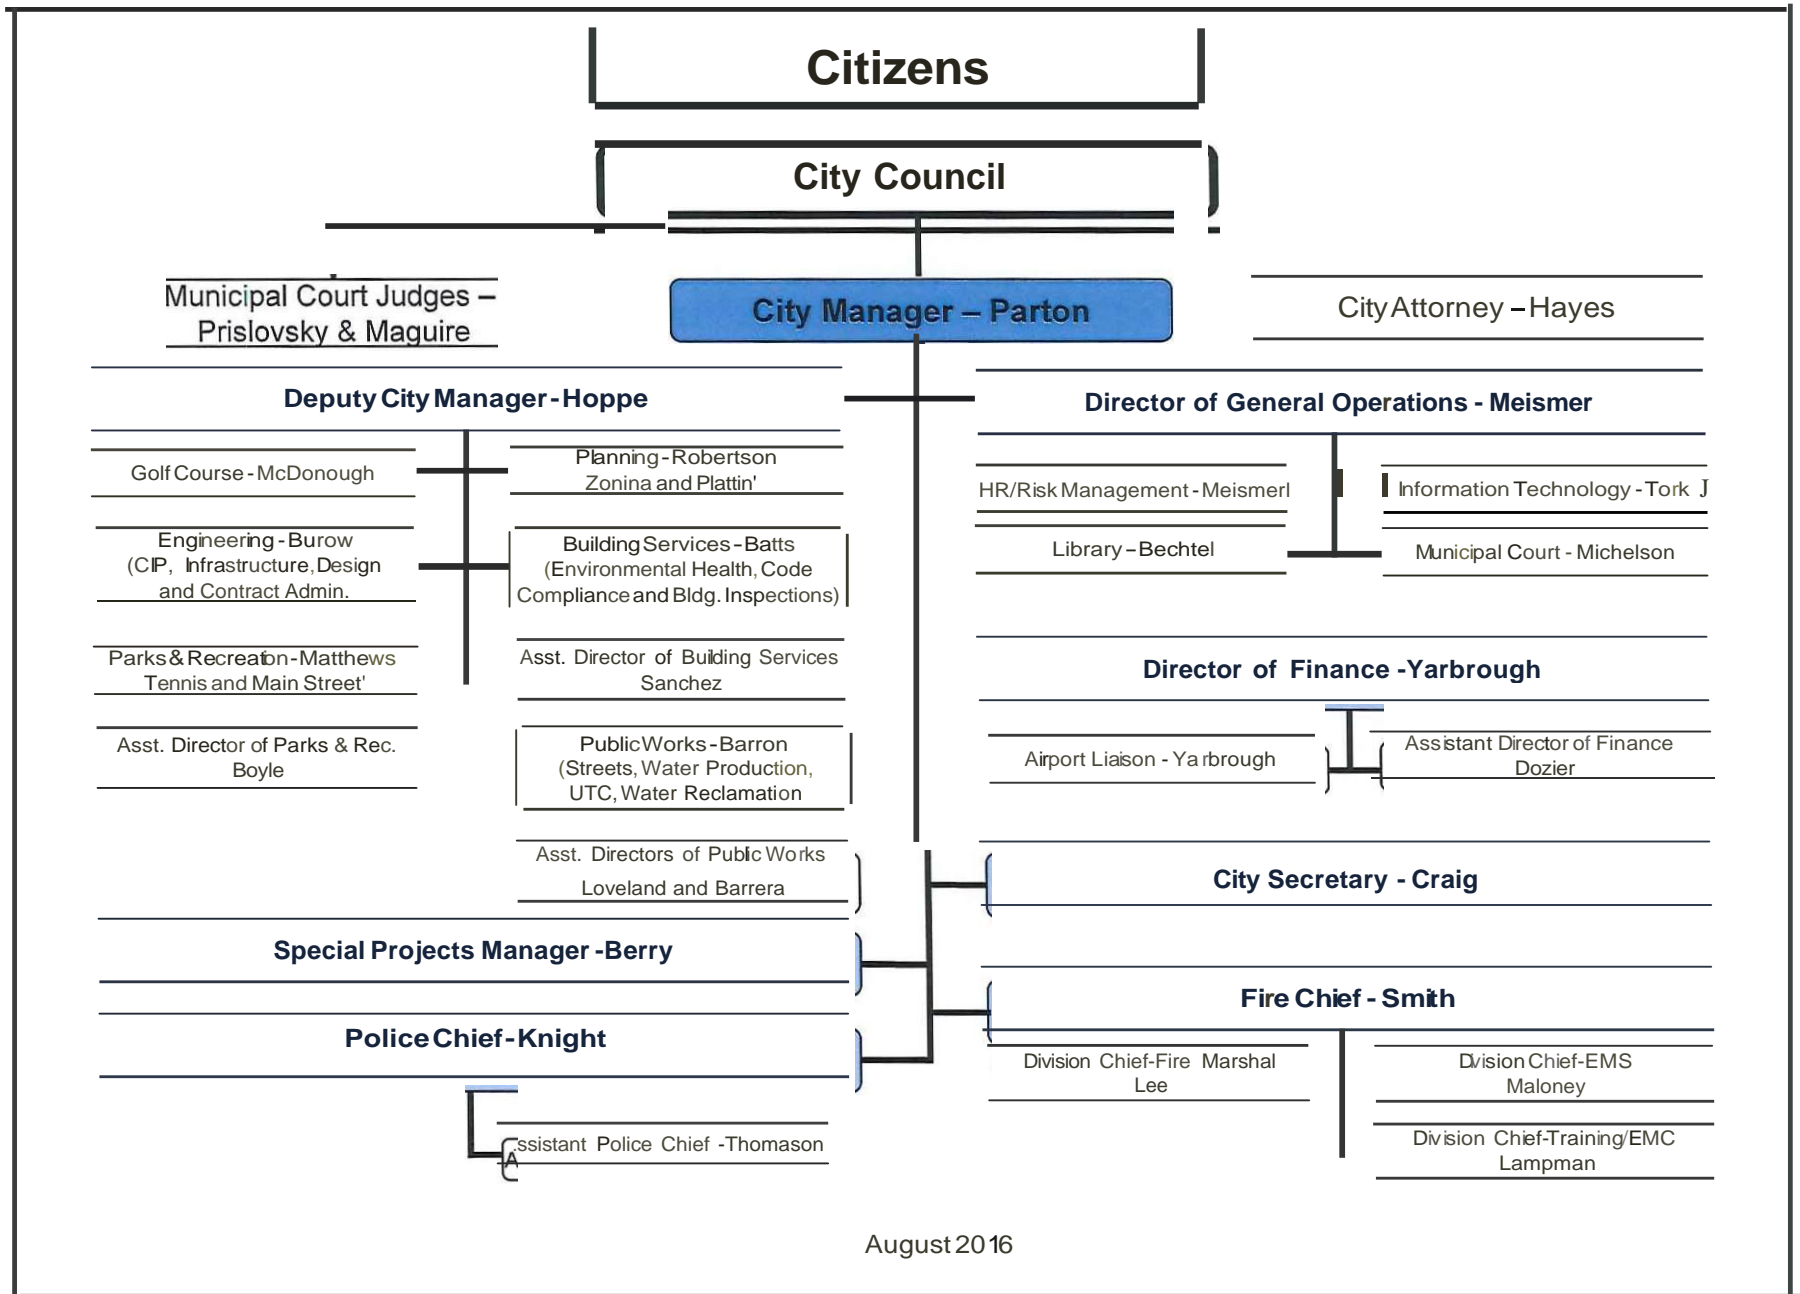 Citizens
City Council
Municipal Court Judges –
Prislovsky & Maguire
City Manager – Parton
City Attorney – Hayes
Deputy City Manager - Hoppe
Director of General Operations - Meismer
Golf Course - McDonough
Planning - Robertson
Zonina and Plattin'
HR/Risk Management - Meismerl
Information Technology - Tork J
Engineering - Burow
(CIP, Infrastructure, Design
and Contract Admin.
Building Services - Batts
(Environmental Health, Code
Compliance and Bldg. Inspections)
Library – Bechtel
Municipal Court - Michelson
Parks & Recreation - Matthews
Tennis and Main Street'
Asst. Director of Building Services
Sanchez
Director of Finance - Yarbrough
Asst. Director of Parks & Rec.
Boyle
Public Works - Barron
(Streets, Water Production,
UTC, Water Reclamation
Airport Liaison - Yarbrough
Assistant Director of Finance
Dozier
Asst. Directors of Public Works
Loveland and Barrera
City Secretary - Craig
Special Projects Manager - Berry
Fire Chief - Smith
Police Chief - Knight
Division Chief-Fire Marshal
Lee
Division Chief-EMS
Maloney
Assistant Police Chief - Thomason
Division Chief-Training/EMC
Lampman
August 2016